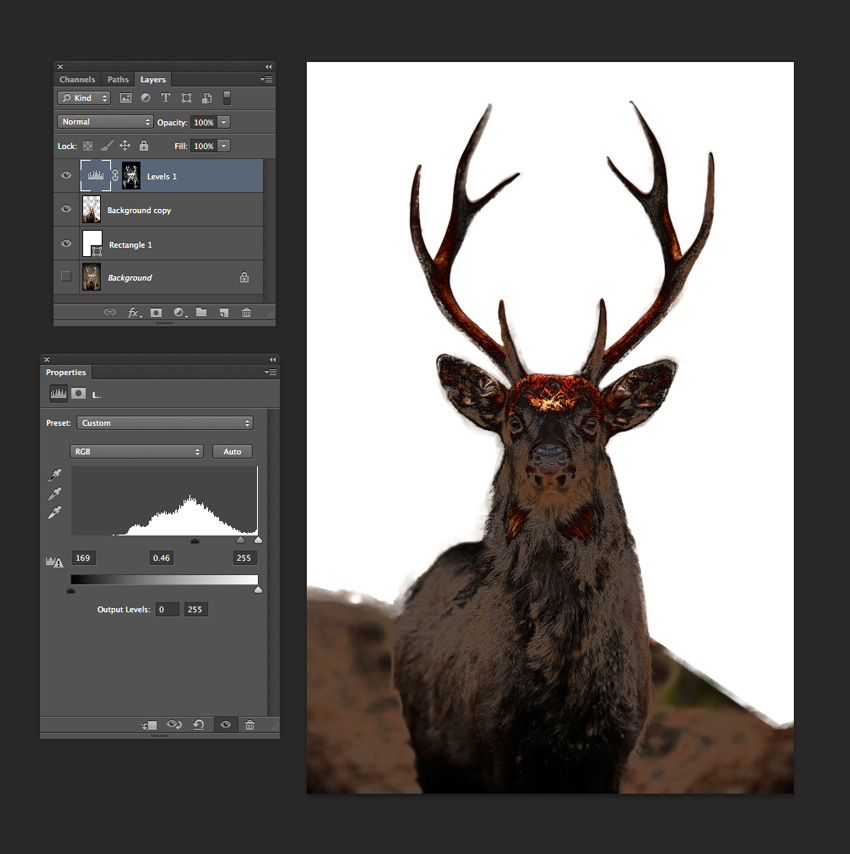 Channels Paths Layers
Kind
Normal Opacity: 100%
Lock: Fill: 100%
Levels 1
Background copy
Rectangle 1
Background
fx
Properties
L..
Preset: Custom
RGB Auto
169 0.46 255
Output Levels: 0 255